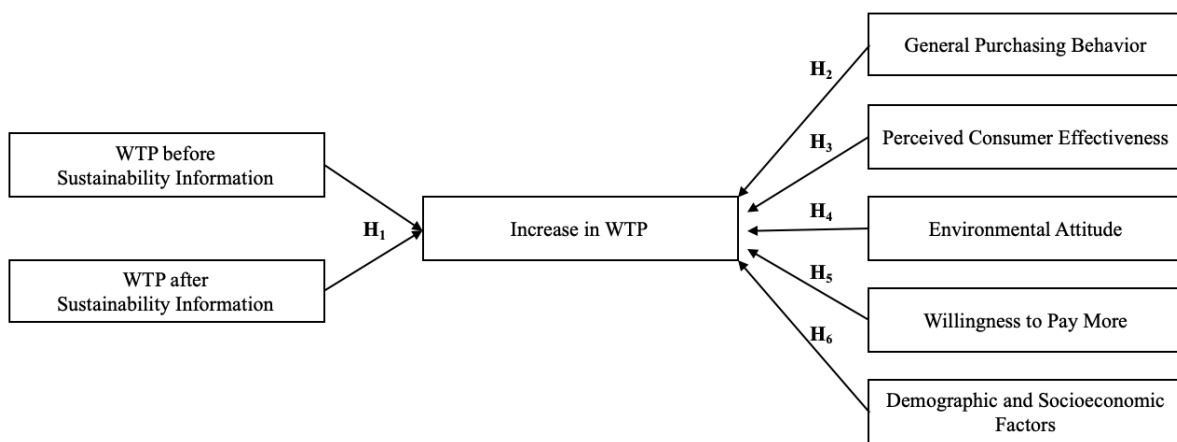 General Purchasing Behavior
H₂
Perceived Consumer Effectiveness
H₃
WTP before
Sustainability Information
H₁
Increase in WTP
H₄
Environmental Attitude
WTP after
Sustainability Information
H₅
Willingness to Pay More
H₆
Demographic and Socioeconomic
Factors